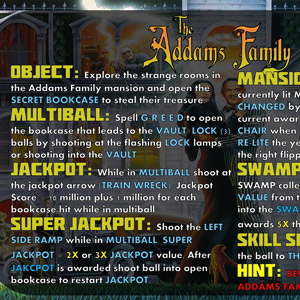 The
Addams Family
OBJECT: Explore the strange rooms in
the Addams Family mansion and open the
SECRET BOOKCASE to steal their treasure
MULTIBALL: Spell G R E E D to open
the bookcase that leads to the VAULT LOCK (3)
balls by shooting at the flashing LOCK lamps
or shooting into the VAULT
JACKPOT: While in MULTIBALL shoot at
the jackpot arrow (TRAIN WRECK) Jackpot
Score = 10 million plus 1 million for each
bookcase hit while in multiball
SUPER JACKPOT: Shoot the LEFT
SIDE RAMP while in MULTIBALL SUPER
JACKPOT = 2X or 3X JACKPOT value. After
JAKCPOT is awarded shoot ball into open
bookcase to restart JACKPOT.
MANSIO
currently lit M
CHANGED by
current award
CHAIR when
RE-LITE the ye
the right flipp
SWAMP
SWAMP collec
VALUE from t
into the SWA
awards 5X th
SKILL S
the ball to TH
HINT: BE
ADDAMS FAM